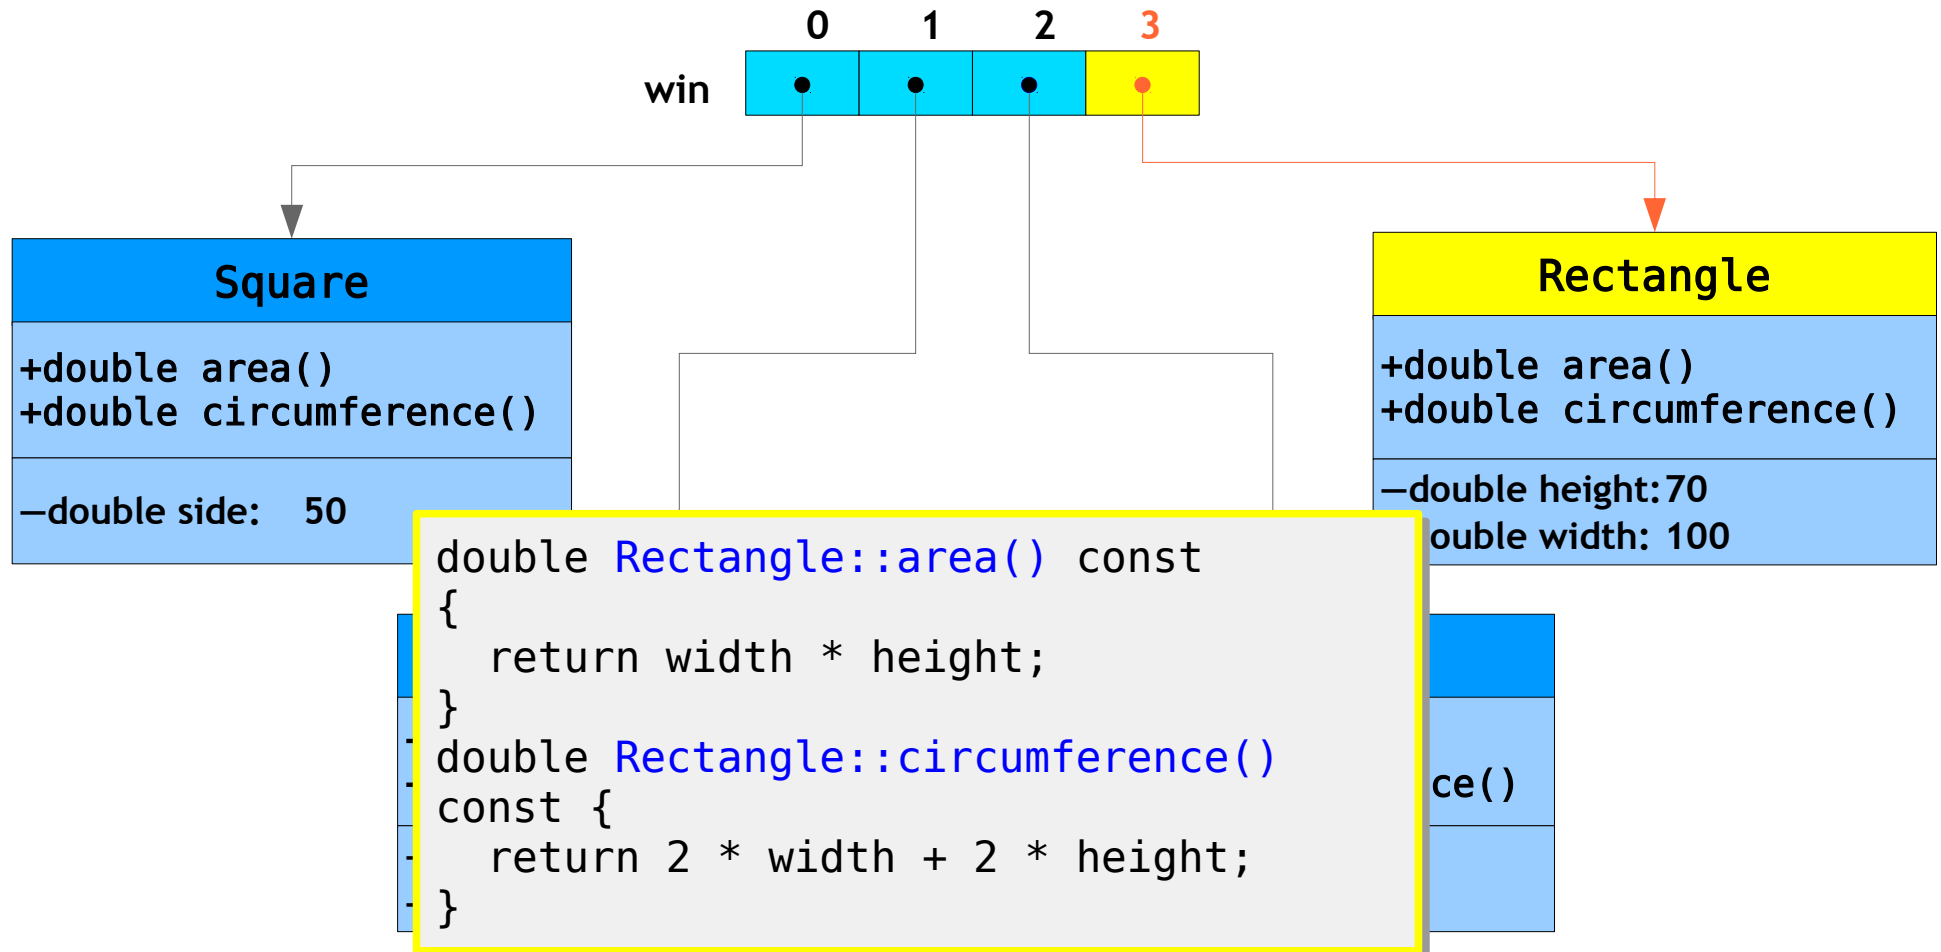 0 1 2 3
win
Square
+double area()
+double circumference()
—double side: 50
Rectangle
+double area()
+double circumference()
—double height: 70
ouble width: 100
double Rectangle::area() const
{
  return width * height;
}
double Rectangle::circumference()
const {
  return 2 * width + 2 * height;
}
ce()